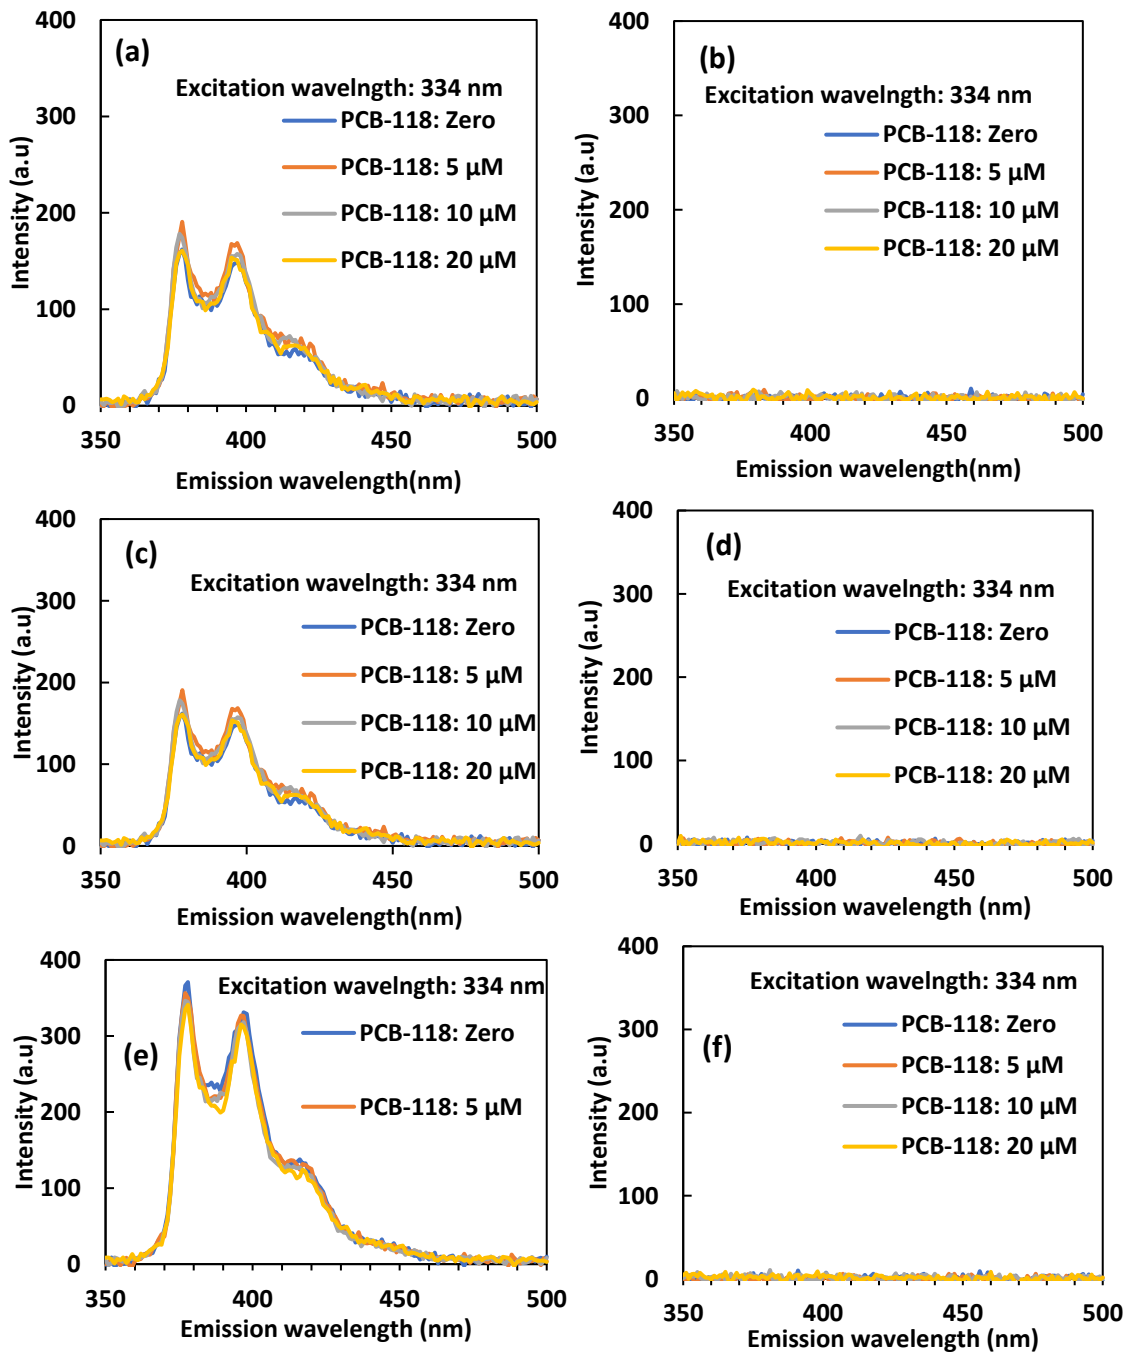 (a)
Excitation wavelngth: 334 nm
PCB-118: Zero
PCB-118: 5 µM
PCB-118: 10 µM
PCB-118: 20 µM
Intensity (a.u)
400
300
200
100
0
350 400 450 500
Emission wavelength(nm)
(b)
Excitation wavelngth: 334 nm
PCB-118: Zero
PCB-118: 5 µM
PCB-118: 10 µM
PCB-118: 20 µM
Intensity (a.u)
400
300
200
100
0
350 400 450 500
Emission wavelength(nm)
(c)
Excitation wavelngth: 334 nm
PCB-118: Zero
PCB-118: 5 µM
PCB-118: 10 µM
PCB-118: 20 µM
Intensity (a.u)
400
300
200
100
0
350 400 450 500
Emission wavelength(nm)
(d)
Excitation wavelngth: 334 nm
PCB-118: Zero
PCB-118: 5 µM
PCB-118: 10 µM
PCB-118: 20 µM
Intensity (a.u)
400
300
200
100
0
350 400 450 500
Emission wavelength (nm)
(e)
Excitation wavelngth: 334 nm
PCB-118: Zero
PCB-118: 5 µM
Intensity (a.u)
400
300
200
100
0
350 400 450 500
Emission wavelength (nm)
(f)
Excitation wavelngth: 334 nm
PCB-118: Zero
PCB-118: 5 µM
PCB-118: 10 µM
PCB-118: 20 µM
Intensity (a.u)
400
300
200
100
0
350 400 450 500
Emission wavelength (nm)